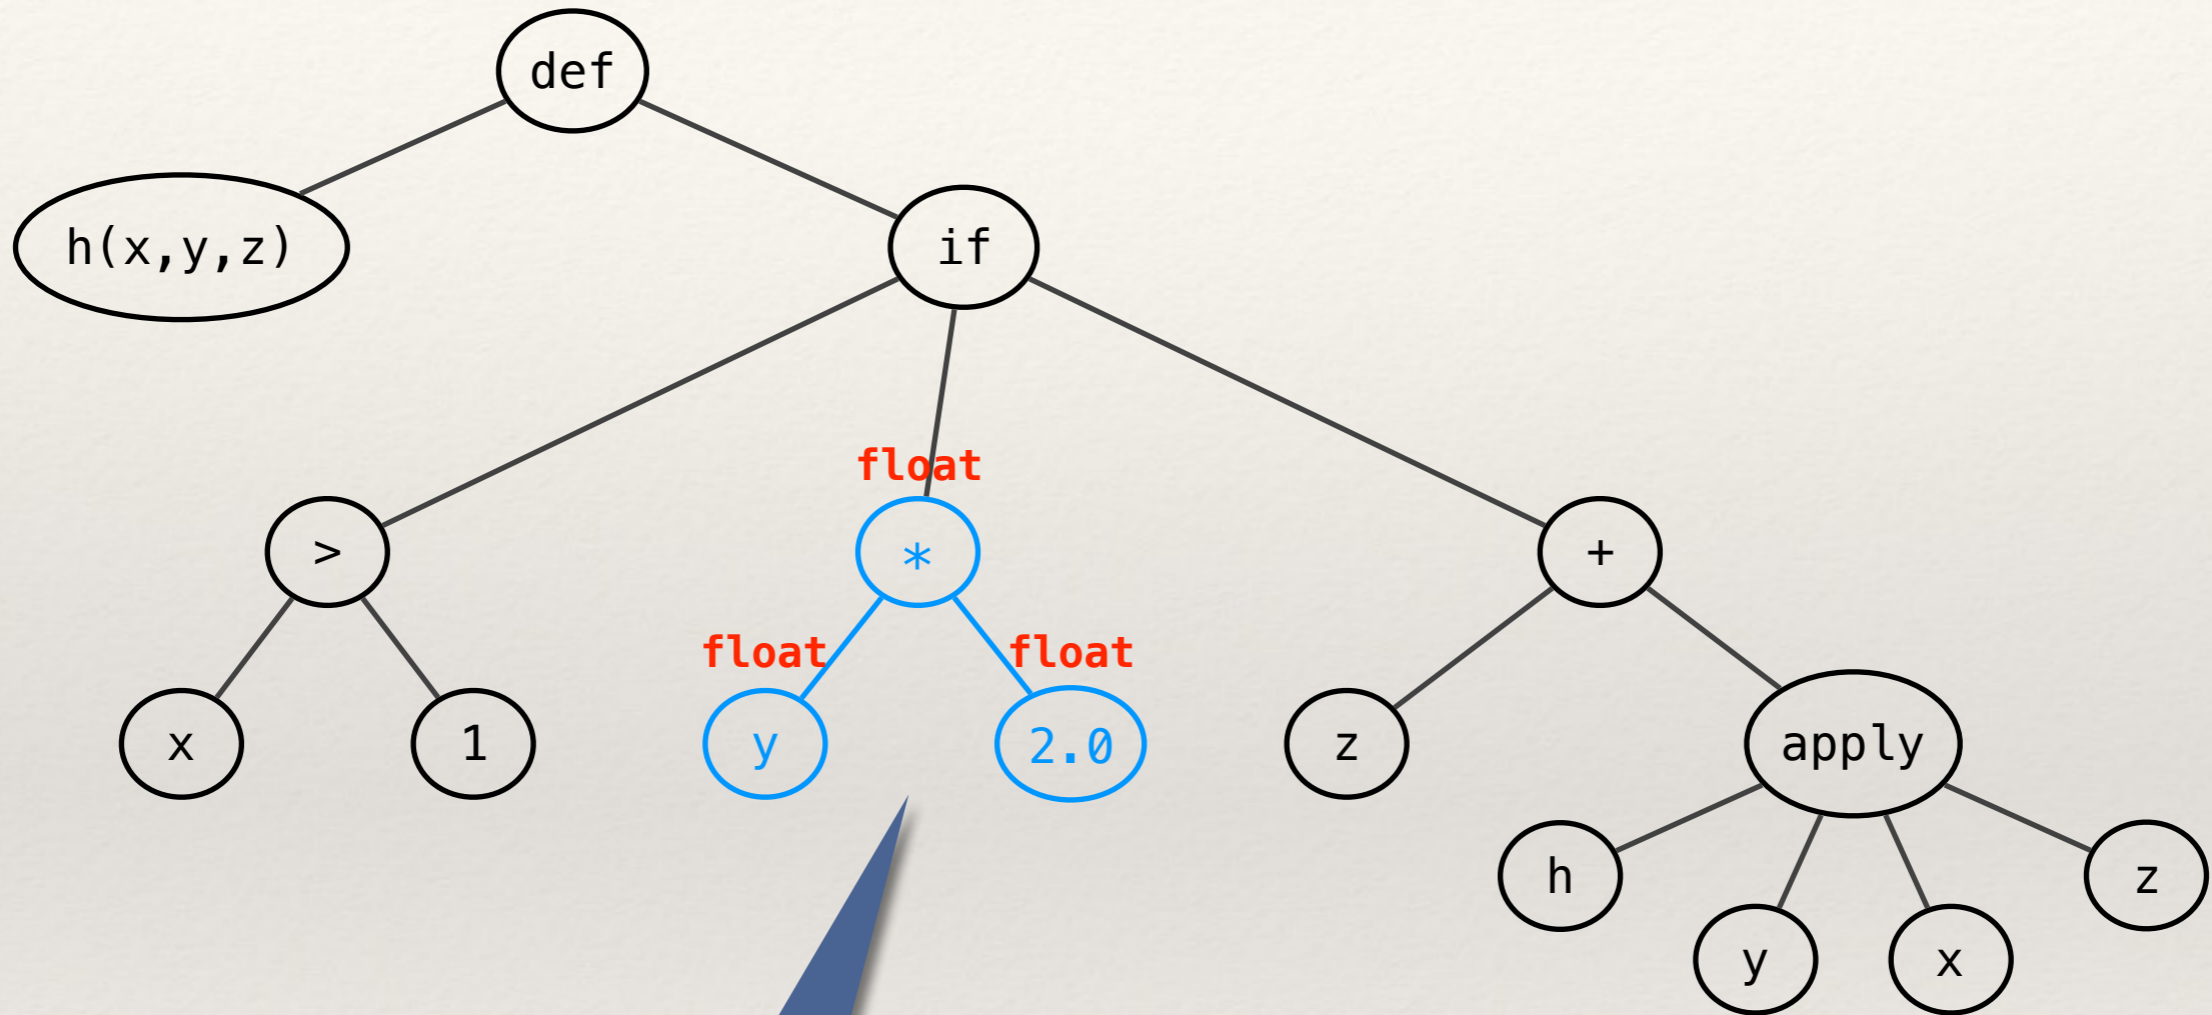 def
h(x,y,z)
if
float
>
*
+
float
float
x
1
y
2.0
z
apply
h
z
y
x